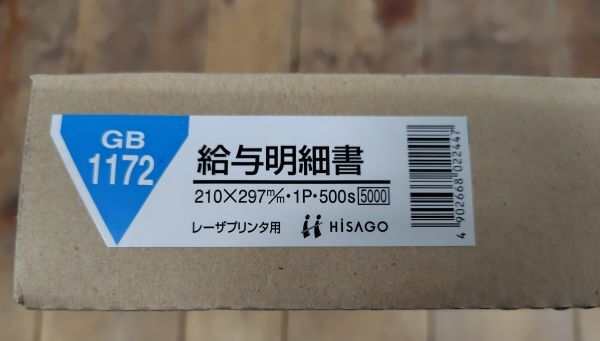 GB
1172
給与明細書
210×297m/m・1P・500s 5000
レーザプリンタ用 HiSAGO
4 902668 022447